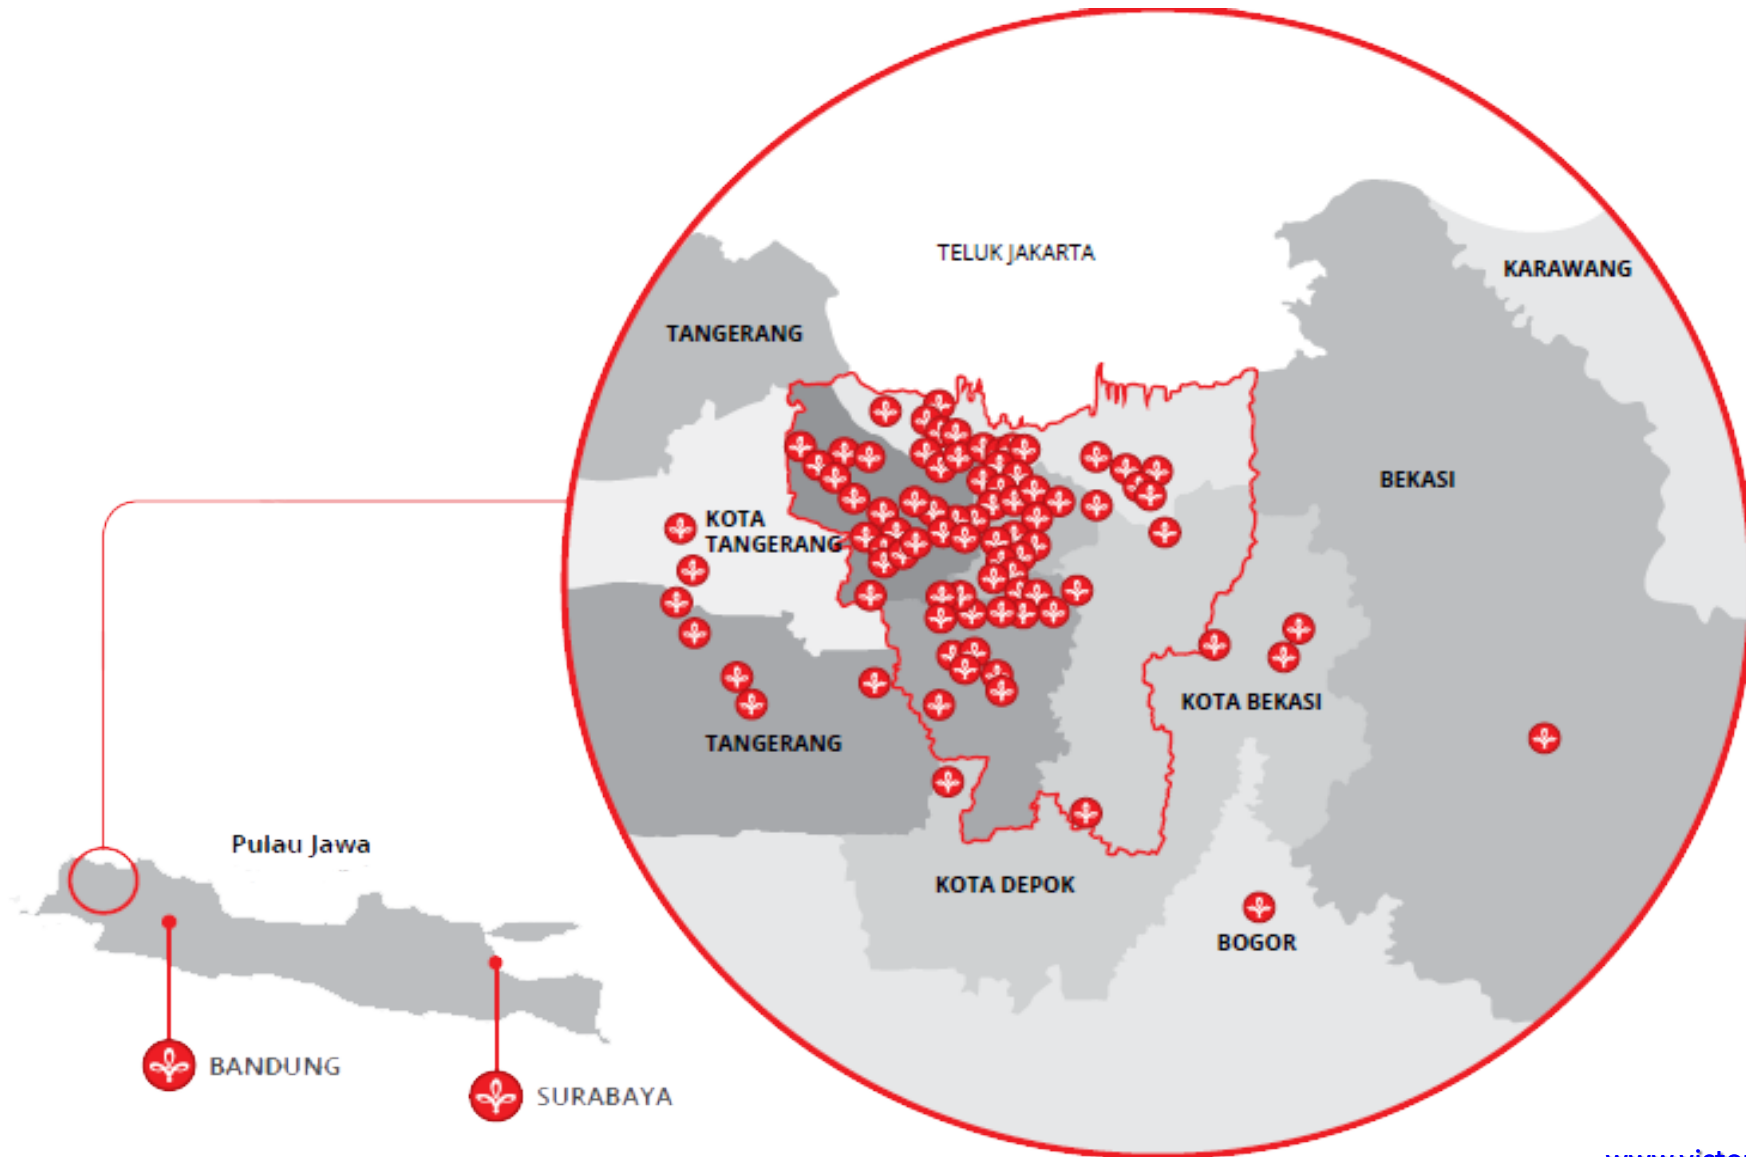 TELUK JAKARTA
KARAWANG
TANGERANG
BEKASI
KOTA
TANGERANG
KOTA BEKASI
TANGERANG
Pulau Jawa
KOTA DEPOK
BOGOR
BANDUNG
SURABAYA